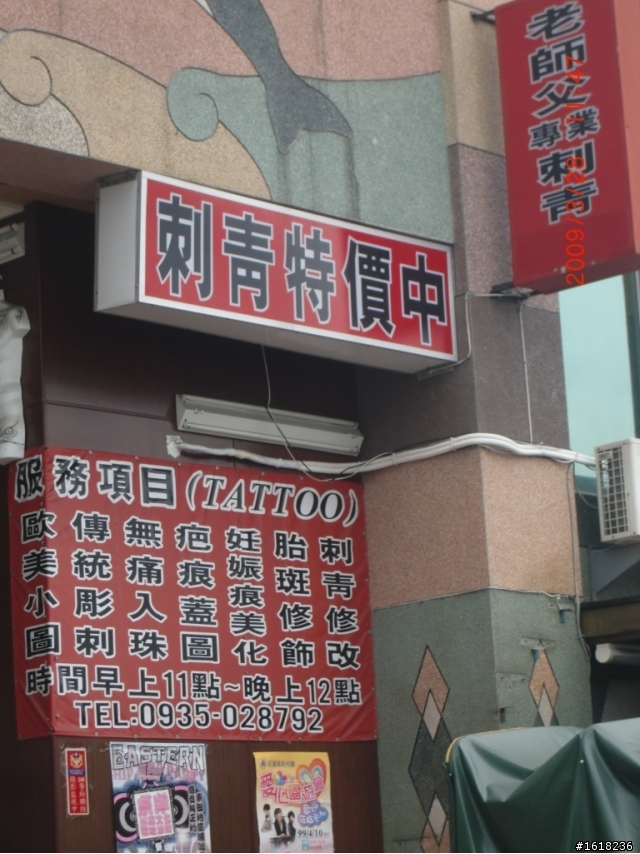 老師父專業刺青
刺青特價中
服務項目(TATTOO)
刺青修改
胎斑修飾
妊娠痕美化
疤痕蓋圖
無痛入珠
傳統彫刺
歐美小圖
時間早上11點~晚上12點
TEL:0935-028792
EASTERN
99.4/10
#1618236